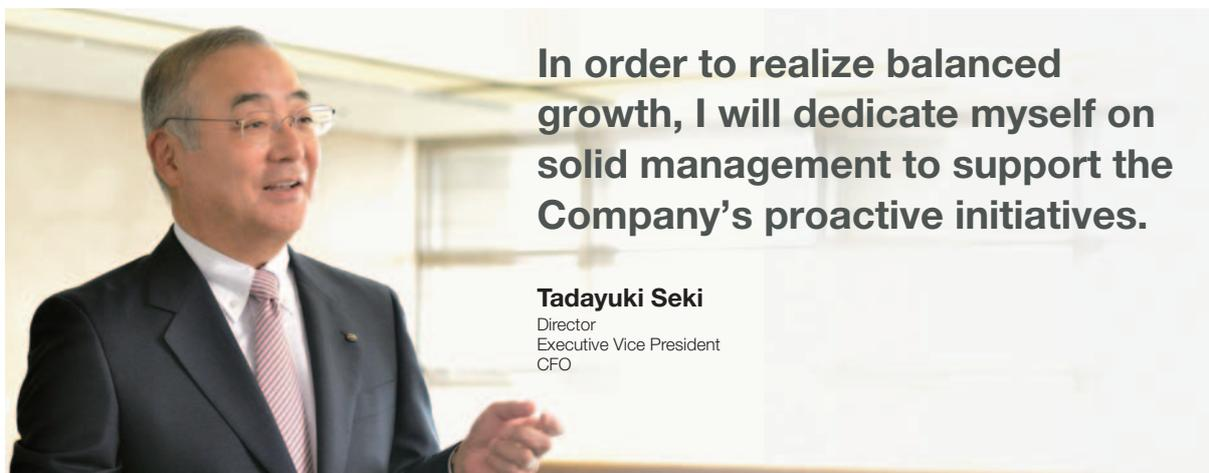 In order to realize balanced
growth, I will dedicate myself on
solid management to support the
Company’s proactive initiatives.
Tadayuki Seki
Director
Executive Vice President
CFO